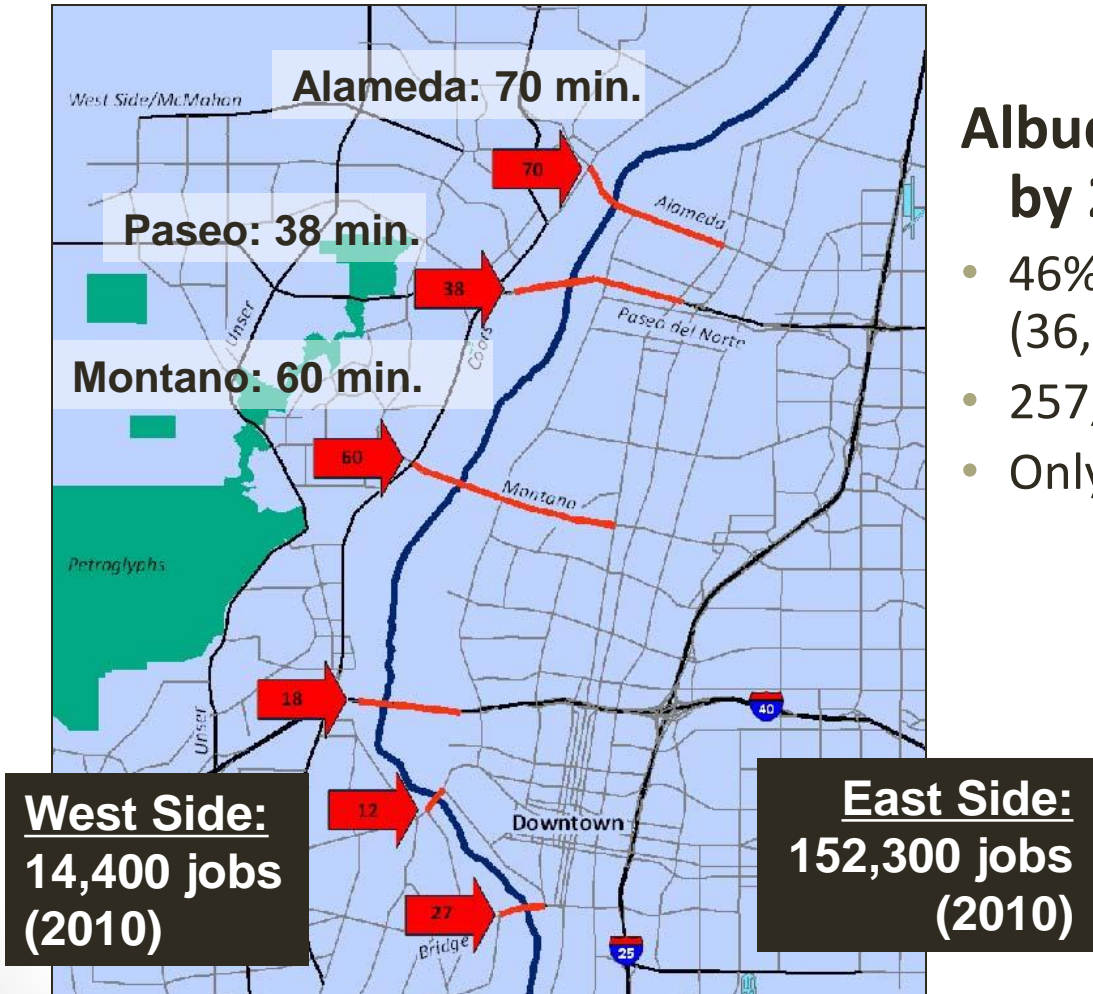 Alameda: 70 min.
West Side/McMahon
70
Alameda
Paseo: 38 min.
38
Unser
Coors
Paseo del Norte
Montano: 60 min.
60
Montano
Petroglyphs
18
40
Unser
12
Downtown
West Side:
14,400 jobs
(2010)
East Side:
152,300 jobs
(2010)
27
Bridge
25
by
46%
(36,
257,
Only